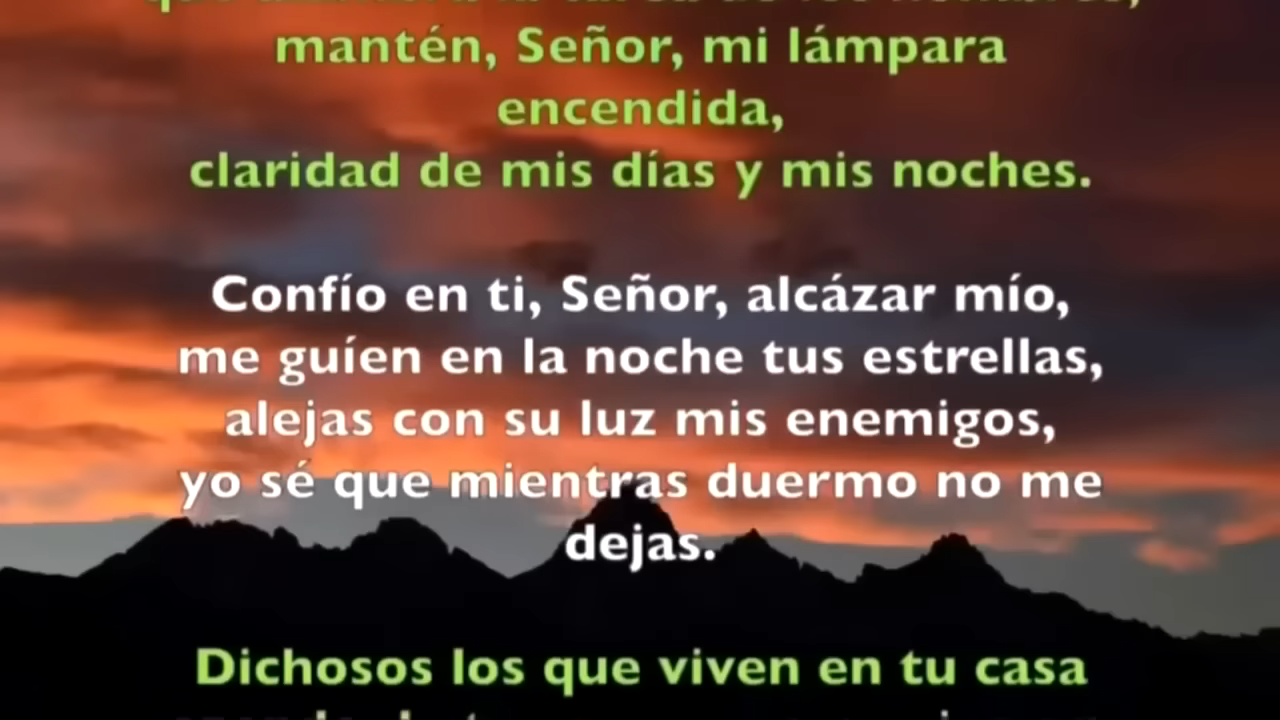 mantén, Señor, mi lámpara
encendida,
claridad de mis días y mis noches.
Confío en ti, Señor, alcázar mío,
me guíen en la noche tus estrellas,
alejas con su luz mis enemigos,
yo sé que mientras duermo no me
dejas.
Dichosos los que viven en tu casa